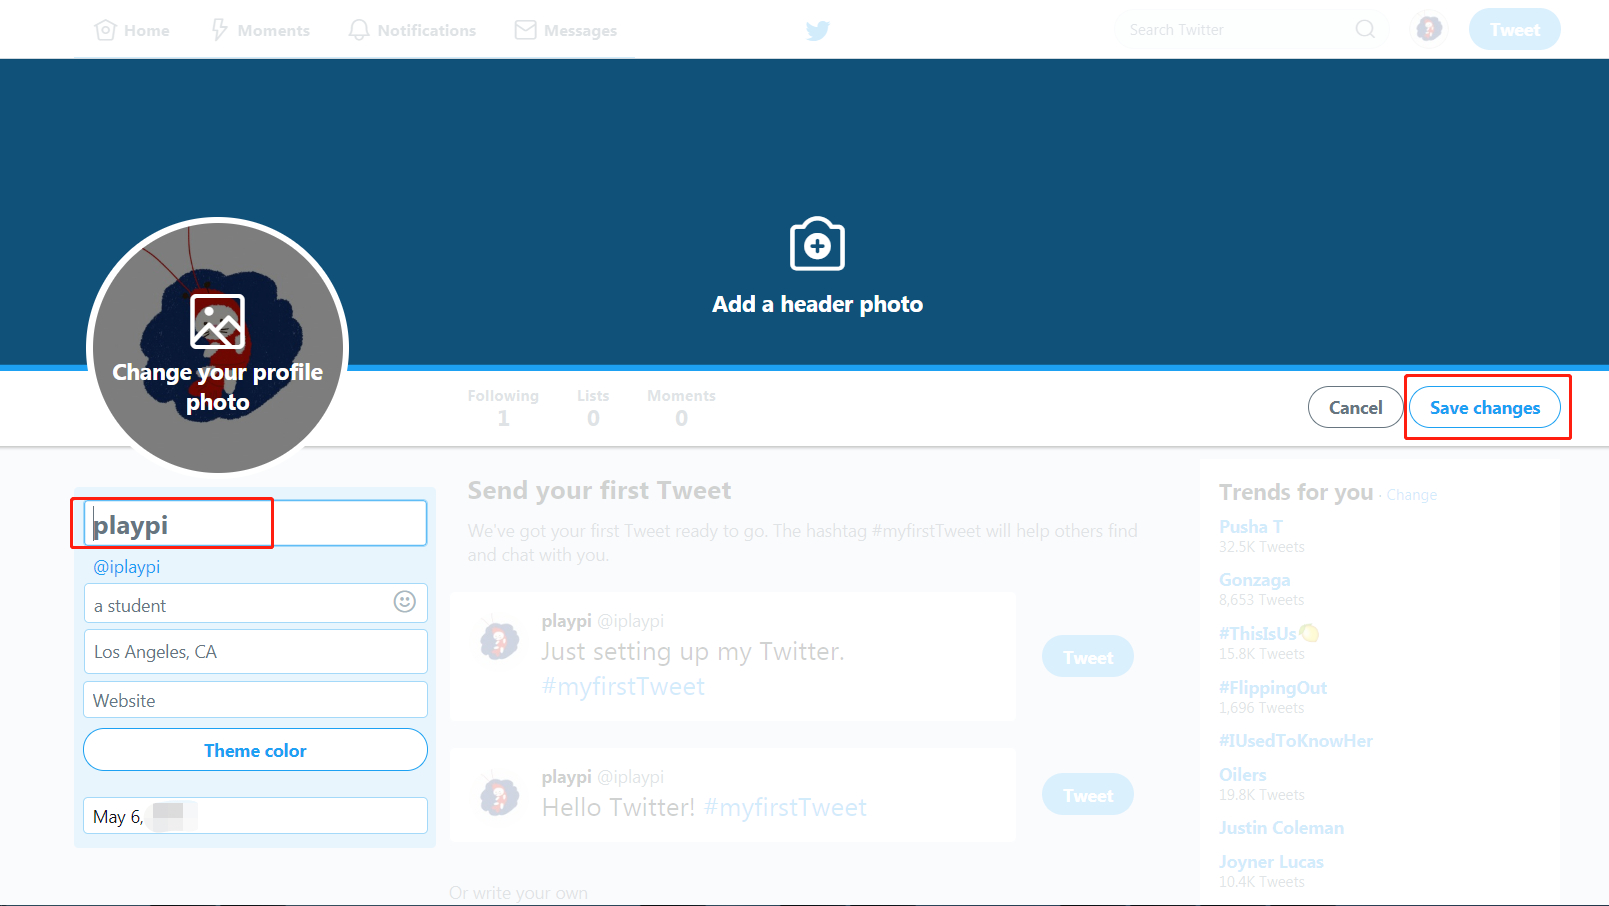 Home
Moments
Notifications
Messages
Search Twitter
Tweet
Add a header photo
Change your profile
photo
Following
1
Lists
0
Moments
0
Cancel
Save changes
playpi
@iplaypi
a student
Los Angeles, CA
Website
Theme color
May 6,
Send your first Tweet
We've got your first Tweet ready to go. The hashtag #myfirstTweet will help others find
and chat with you.
playpi @iplaypi
Just setting up my Twitter.
#myfirstTweet
Tweet
playpi @iplaypi
Hello Twitter! #myfirstTweet
Tweet
Or write your own
Trends for you · Change
Pusha T
32.5K Tweets
Gonzaga
8,653 Tweets
#ThisIsUs
15.8K Tweets
#FlippingOut
1,696 Tweets
#IUsedToKnowHer
Oilers
19.8K Tweets
Justin Coleman
Joyner Lucas
10.4K Tweets